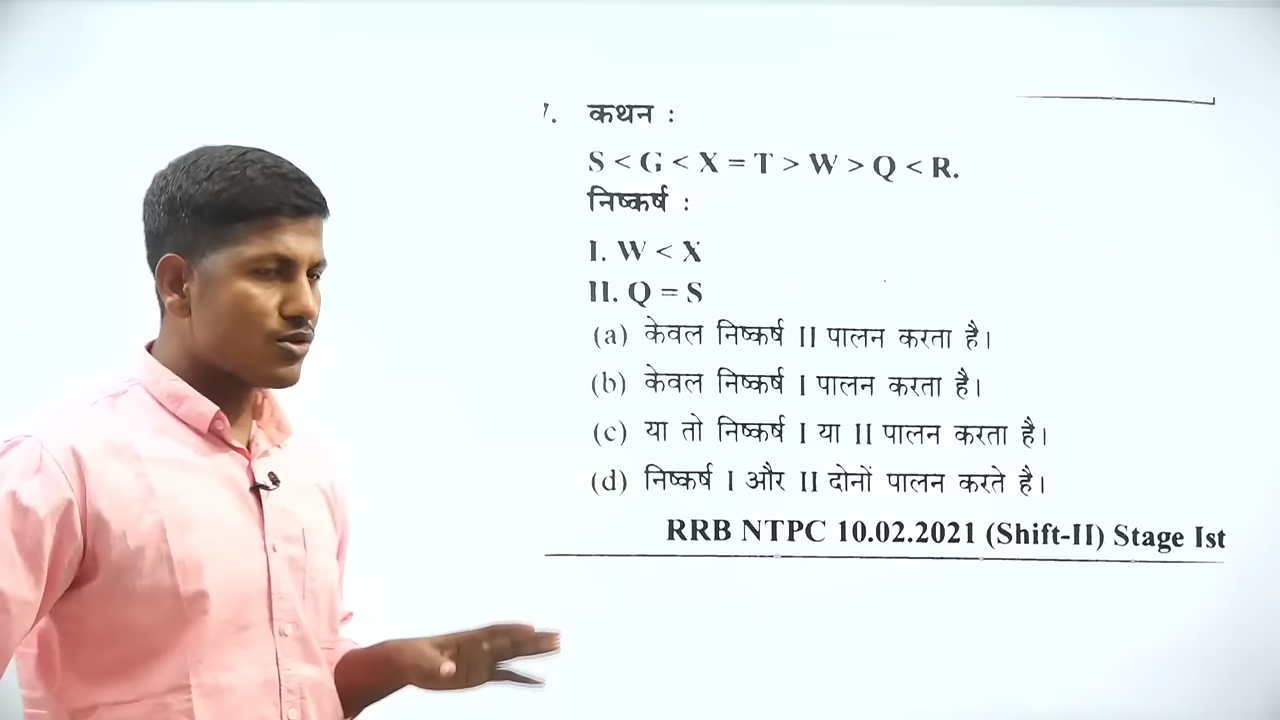 7. कथन :
S < G < X = T > W > Q < R.
निष्कर्ष :
I. W < X
II. Q = S
(a) केवल निष्कर्ष II पालन करता है।
(b) केवल निष्कर्ष I पालन करता है।
(c) या तो निष्कर्ष I या II पालन करता है।
(d) निष्कर्ष I और II दोनों पालन करते है।
RRB NTPC 10.02.2021 (Shift-II) Stage Ist